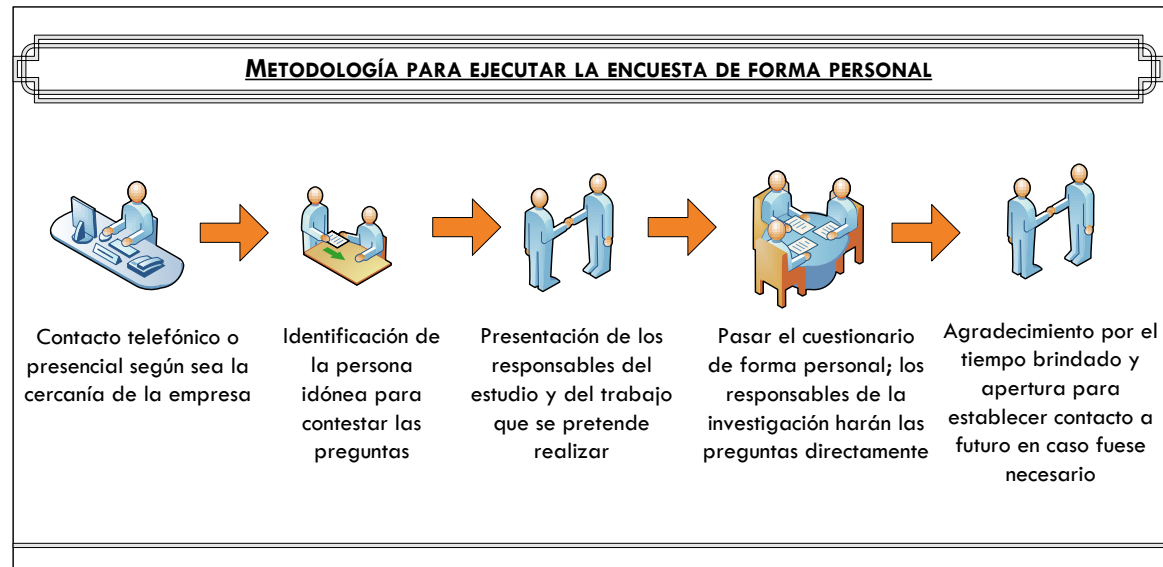 METODOLOGÍA PARA EJECUTAR LA ENCUESTA DE FORMA PERSONAL
Contacto telefónico o
presencial según sea la
cercanía de la empresa
Identificación de
la persona
idónea para
contestar las
preguntas
Presentación de los
responsables del
estudio y del trabajo
que se pretende
realizar
Pasar el cuestionario
de forma personal; los
responsables de la
investigación harán las
preguntas directamente
Agradecimiento por el
tiempo brindado y
apertura para
establecer contacto a
futuro en caso fuese
necesario